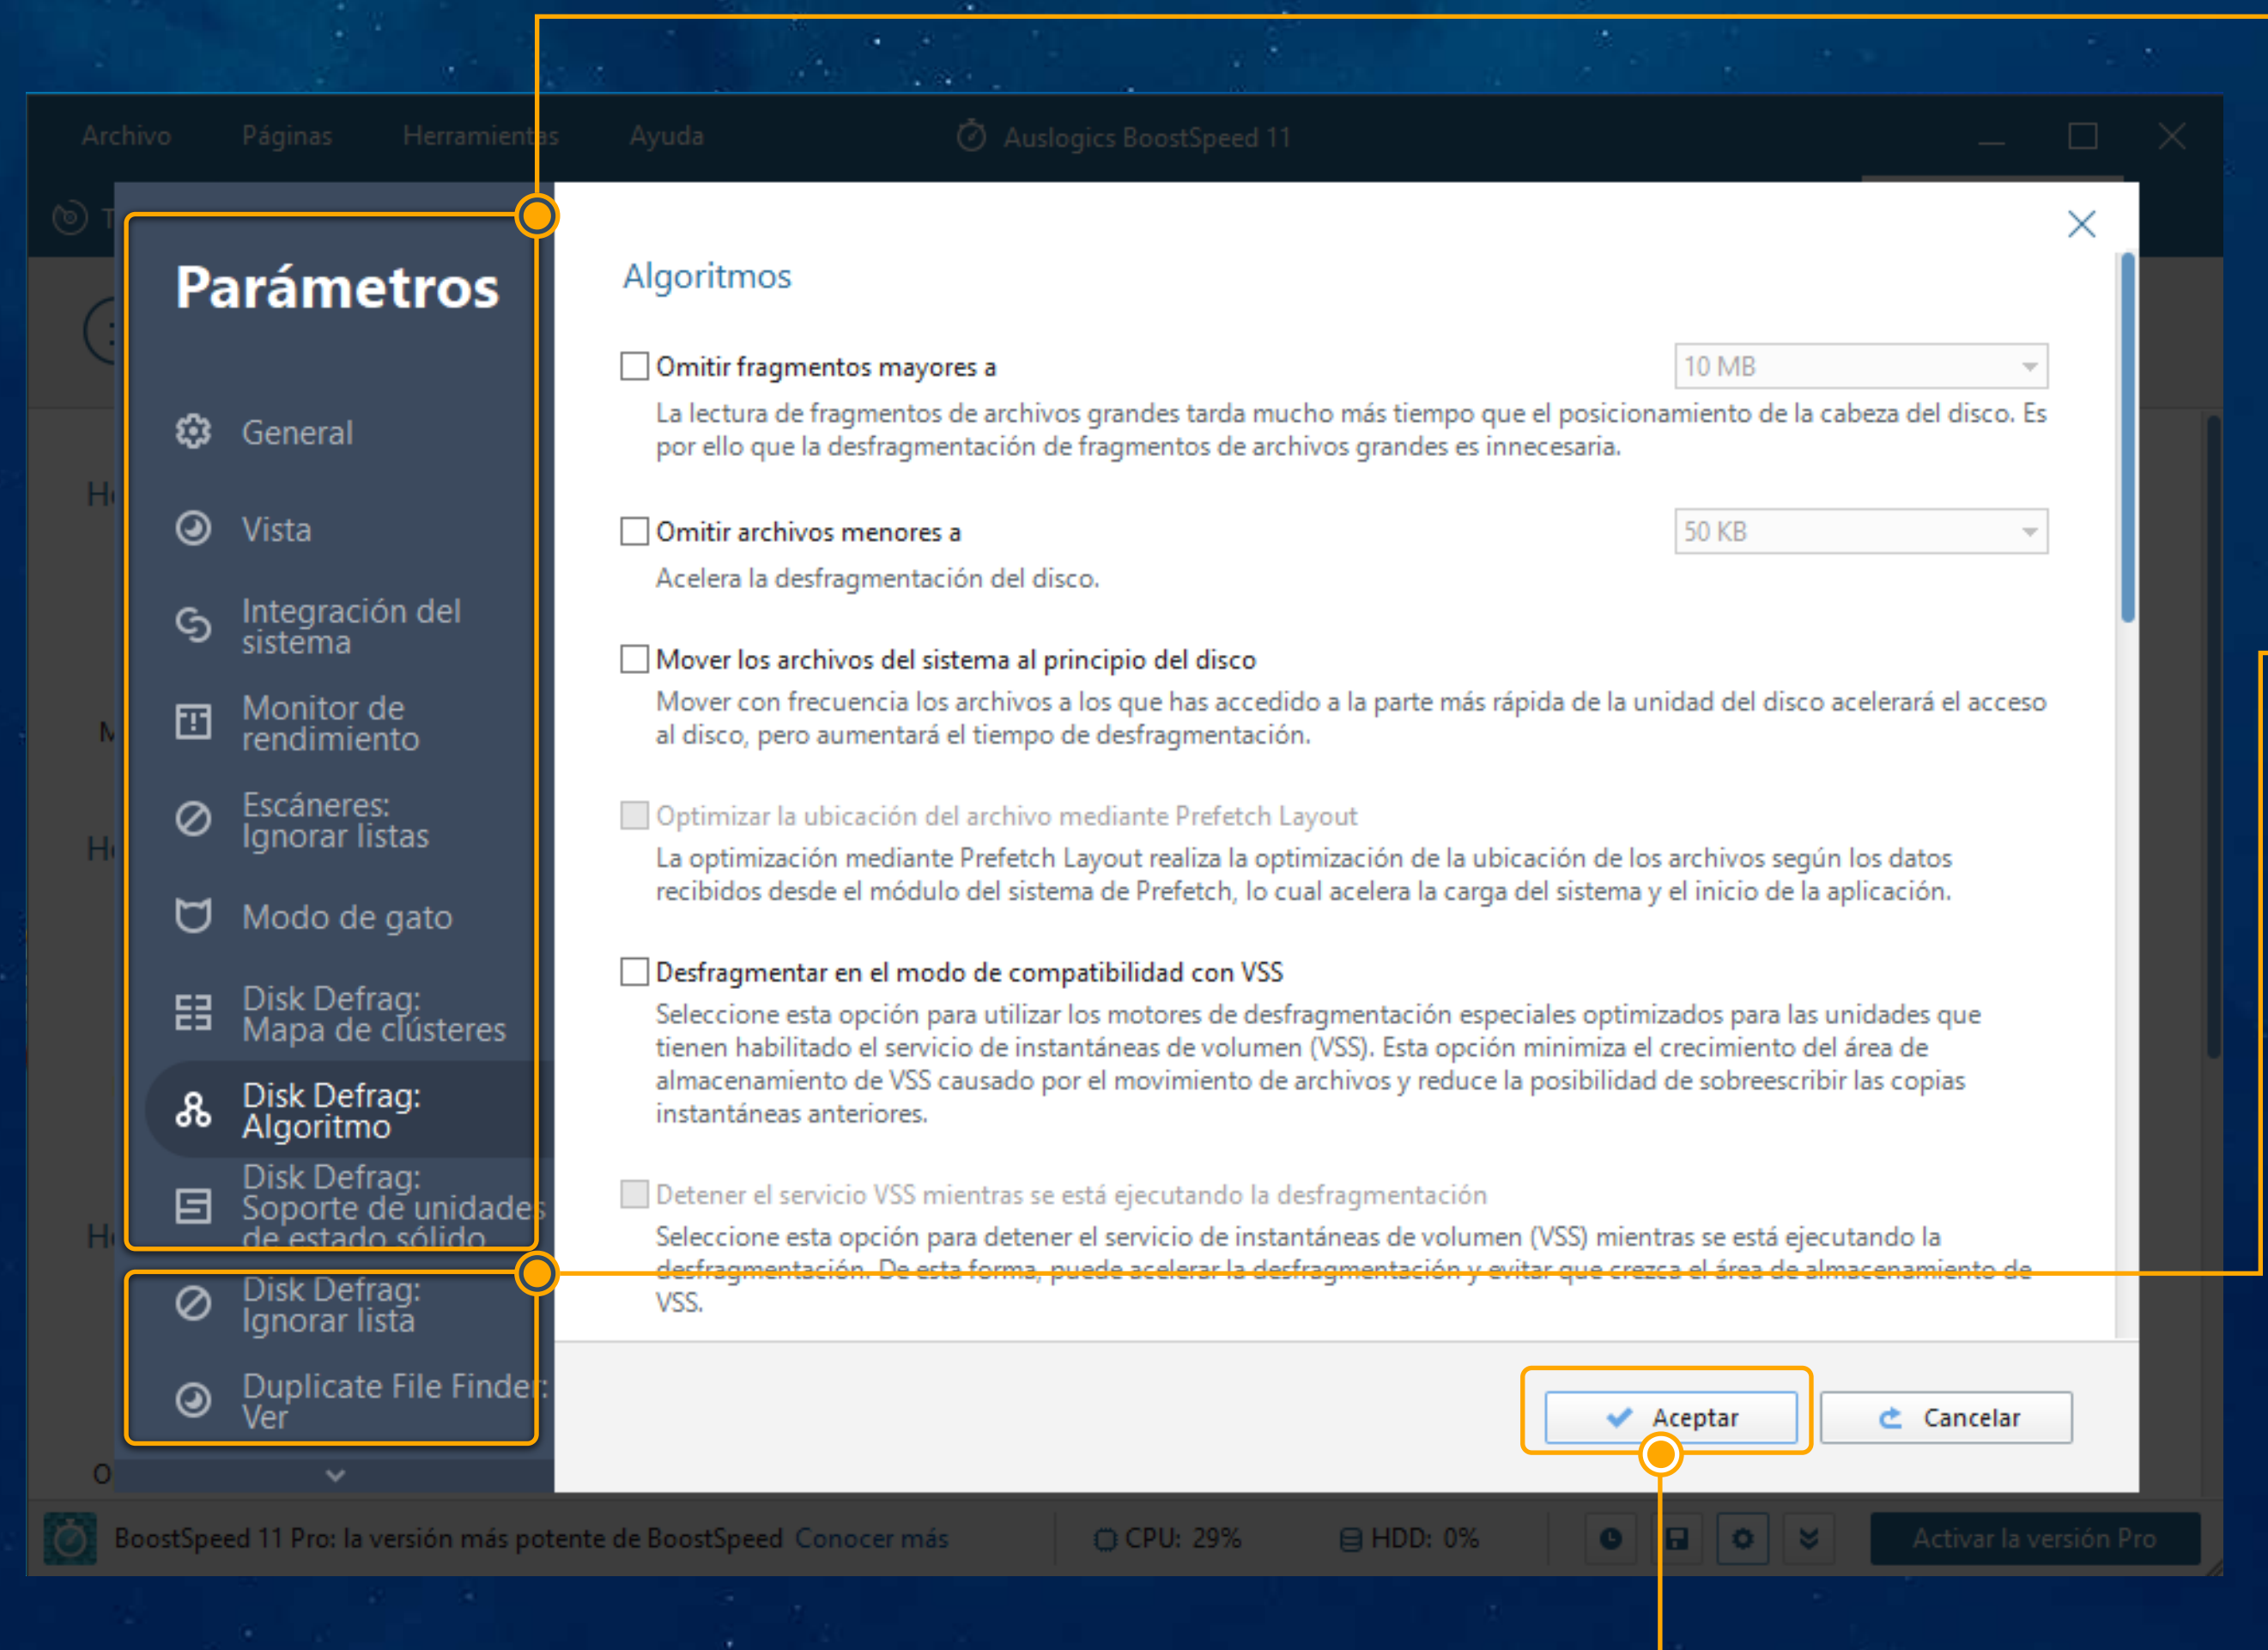 Archivo Páginas Herramientas Ayuda Auslogics BoostSpeed 11
Parámetros
General
Vista
Integración del
sistema
Monitor de
rendimiento
Escáneres:
Ignorar listas
Modo de gato
Disk Defrag:
Mapa de clústeres
Disk Defrag:
Algoritmo
Disk Defrag:
Soporte de unidades
de estado sólido
Disk Defrag:
Ignorar lista
Duplicate File Finder:
Ver
Algoritmos
Omitir fragmentos mayores a 10 MB
La lectura de fragmentos de archivos grandes tarda mucho más tiempo que el posicionamiento de la cabeza del disco. Es
por ello que la desfragmentación de fragmentos de archivos grandes es innecesaria.
Omitir archivos menores a 50 KB
Acelera la desfragmentación del disco.
Mover los archivos del sistema al principio del disco
Mover con frecuencia los archivos a los que has accedido a la parte más rápida de la unidad del disco acelerará el acceso
al disco, pero aumentará el tiempo de desfragmentación.
Optimizar la ubicación del archivo mediante Prefetch Layout
La optimización mediante Prefetch Layout realiza la optimización de la ubicación de los archivos según los datos
recibidos desde el módulo del sistema de Prefetch, lo cual acelera la carga del sistema y el inicio de la aplicación.
Desfragmentar en el modo de compatibilidad con VSS
Seleccione esta opción para utilizar los motores de desfragmentación especiales optimizados para las unidades que
tienen habilitado el servicio de instantáneas de volumen (VSS). Esta opción minimiza el crecimiento del área de
almacenamiento de VSS causado por el movimiento de archivos y reduce la posibilidad de sobreescribir las copias
instantáneas anteriores.
Detener el servicio VSS mientras se está ejecutando la desfragmentación
Seleccione esta opción para detener el servicio de instantáneas de volumen (VSS) mientras se está ejecutando la
desfragmentación. De esta forma, puede acelerar la desfragmentación y evitar que crezca el área de almacenamiento de
VSS.
Aceptar Cancelar
BoostSpeed 11 Pro: la versión más potente de BoostSpeed Conocer más CPU: 29% HDD: 0% Activar la versión Pro